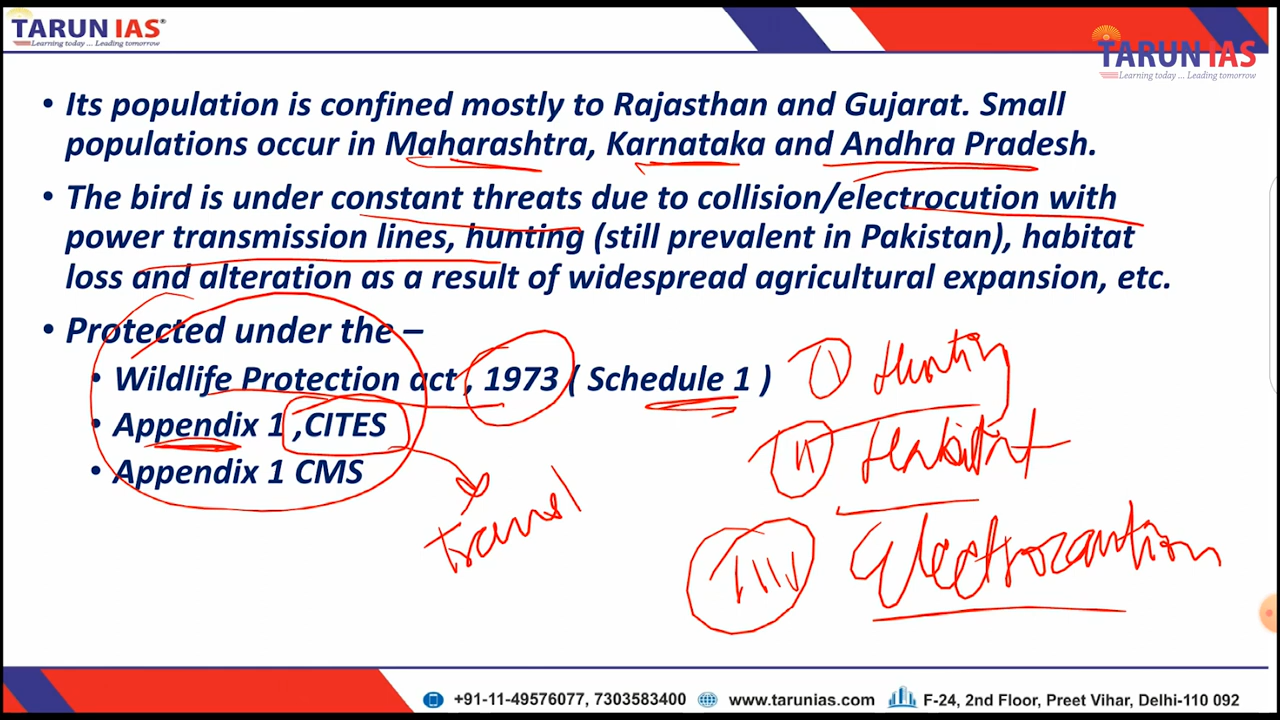 TARUN IAS®
Learning today ... Leading tomorrow
TARUN IAS
Learning today ... Leading tomorrow
• Its population is confined mostly to Rajasthan and Gujarat. Small
populations occur in Maharashtra, Karnataka and Andhra Pradesh.
• The bird is under constant threats due to collision/electrocution with
power transmission lines, hunting (still prevalent in Pakistan), habitat
loss and alteration as a result of widespread agricultural expansion, etc.
• Protected under the –
• Wildlife Protection act , 1973 ( Schedule 1 )
• Appendix 1 ,CITES
• Appendix 1 CMS
I Hunting
II Habitat
III Electrocaution
+91-11-49576077, 7303583400 www.tarunias.com F-24, 2nd Floor, Preet Vihar, Delhi-110 092